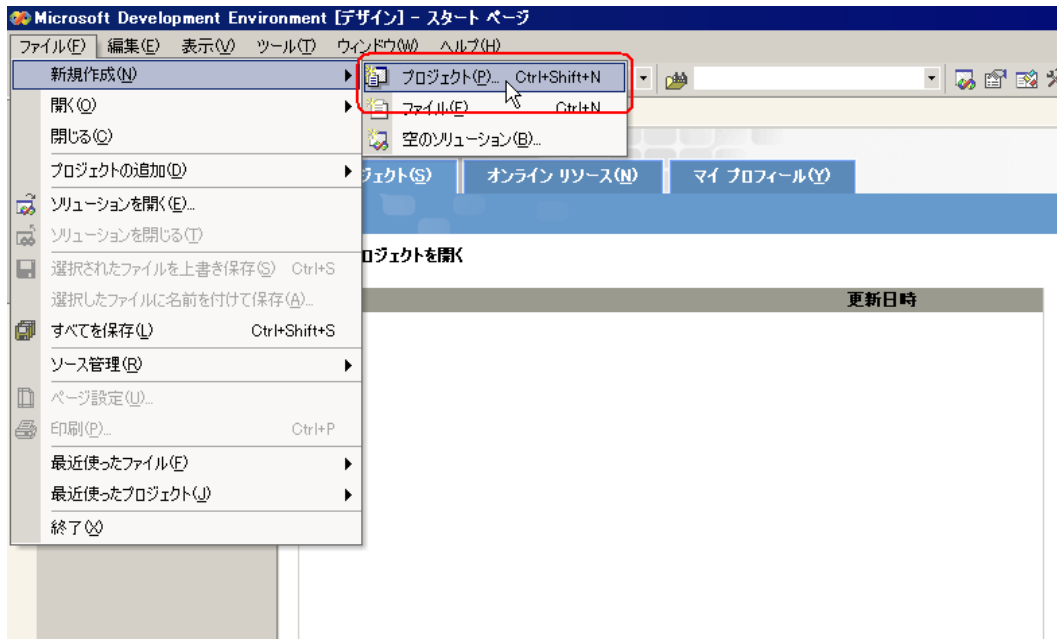 Microsoft Development Environment [デザイン] - スタート ページ
ファイル(F) 編集(E) 表示(V) ツール(T) ウィンドウ(W) ヘルプ(H)
新規作成(N)
開く(O)
閉じる(C)
プロジェクトの追加(D)
ソリューションを開く(E)...
ソリューションを閉じる(T)
選択されたファイルを上書き保存(S) Ctrl+S
選択したファイルに名前を付けて保存(A)...
すべてを保存(L) Ctrl+Shift+S
ソース管理(R)
ページ設定(U)...
印刷(P)... Ctrl+P
最近使ったファイル(F)
最近使ったプロジェクト(J)
終了(X)
プロジェクト(P)... Ctrl+Shift+N
ファイル(F)... Ctrl+N
空のソリューション(B)...
ジェクト(S) オンライン リソース(N) マイ プロフィール(Y)
ロジェクトを開く
更新日時